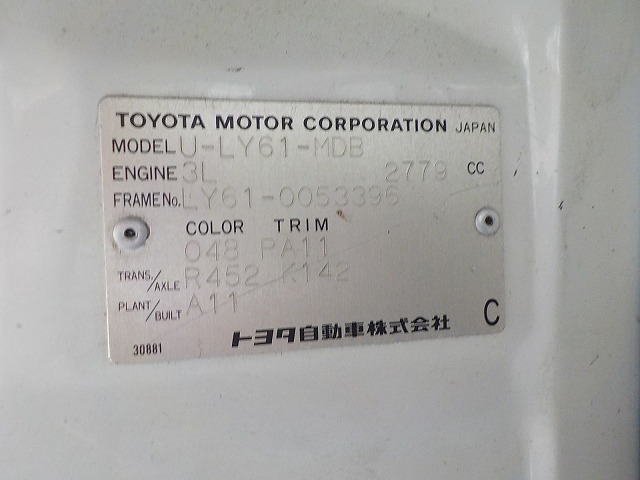 TOYOTA MOTOR CORPORATION JAPAN
MODEL U-LY61-MDB
ENGINE 3L 2779 CC
FRAME No. LY61-0053396
COLOR TRIM
048 PA11
TRANS./AXLE R452 K142
PLANT/BUILT A11
トヨタ自動車株式会社 C
30881